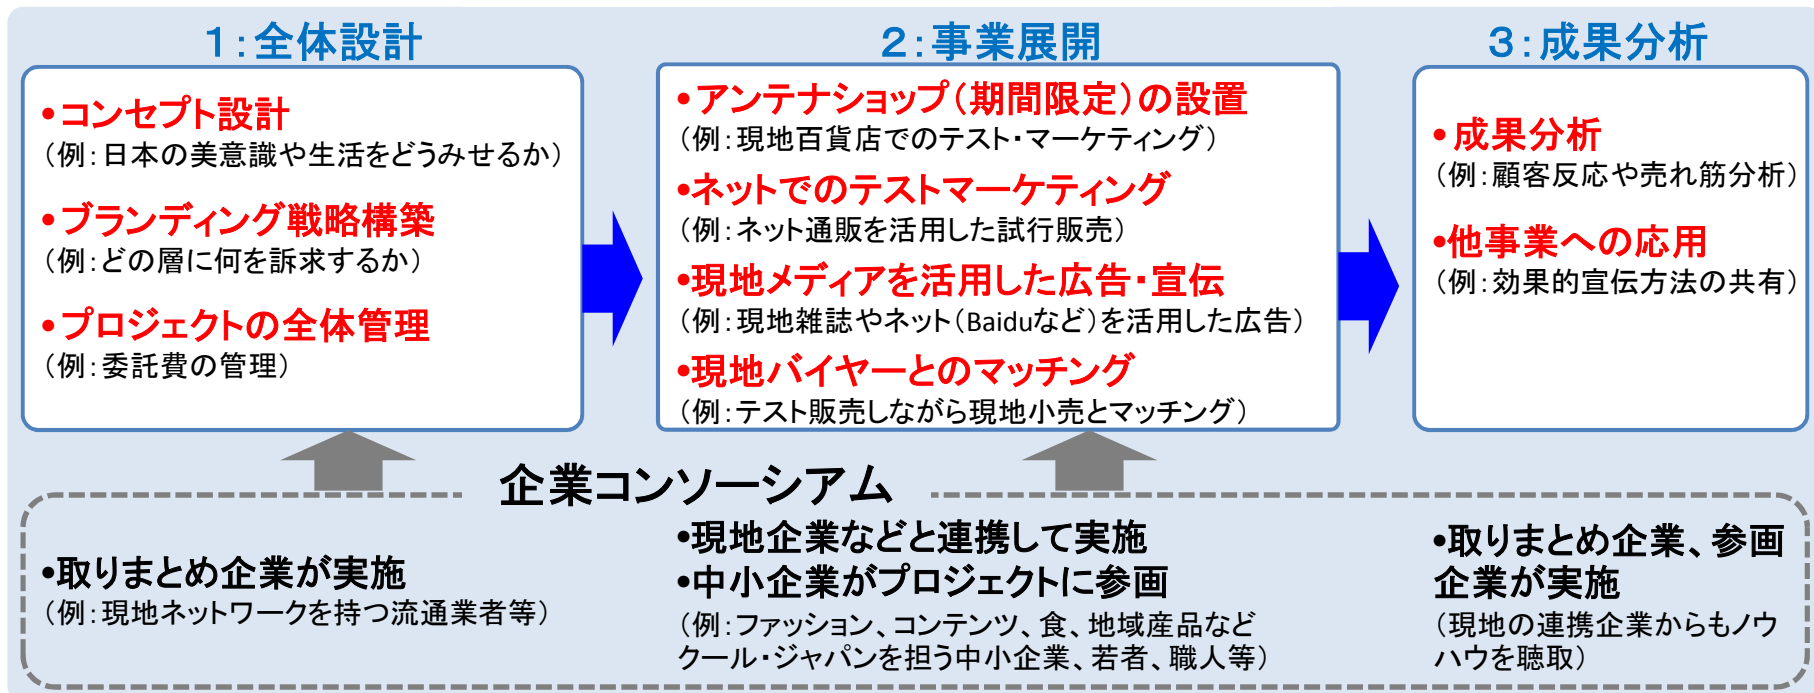 1:全体設計
•コンセプト設計
(例:日本の美意識や生活をどうみせるか)
•ブランディング戦略構築
(例:どの層に何を訴求するか)
•プロジェクトの全体管理
(例:委託費の管理)
2:事業展開
•アンテナショップ(期間限定)の設置
(例:現地百貨店でのテスト・マーケティング)
•ネットでのテストマーケティング
(例:ネット通販を活用した試行販売)
•現地メディアを活用した広告・宣伝
(例:現地雑誌やネット(Baiduなど)を活用した広告)
•現地バイヤーとのマッチング
(例:テスト販売しながら現地小売とマッチング)
3:成果分析
•成果分析
(例:顧客反応や売れ筋分析)
•他事業への応用
(例:効果的宣伝方法の共有)
企業コンソーシアム
•取りまとめ企業が実施
(例:現地ネットワークを持つ流通業者等)
•現地企業などと連携して実施
•中小企業がプロジェクトに参画
(例:ファッション、コンテンツ、食、地域産品など
クール・ジャパンを担う中小企業、若者、職人等)
•取りまとめ企業、参画
企業が実施
(現地の連携企業からもノウ
ハウを聴取)